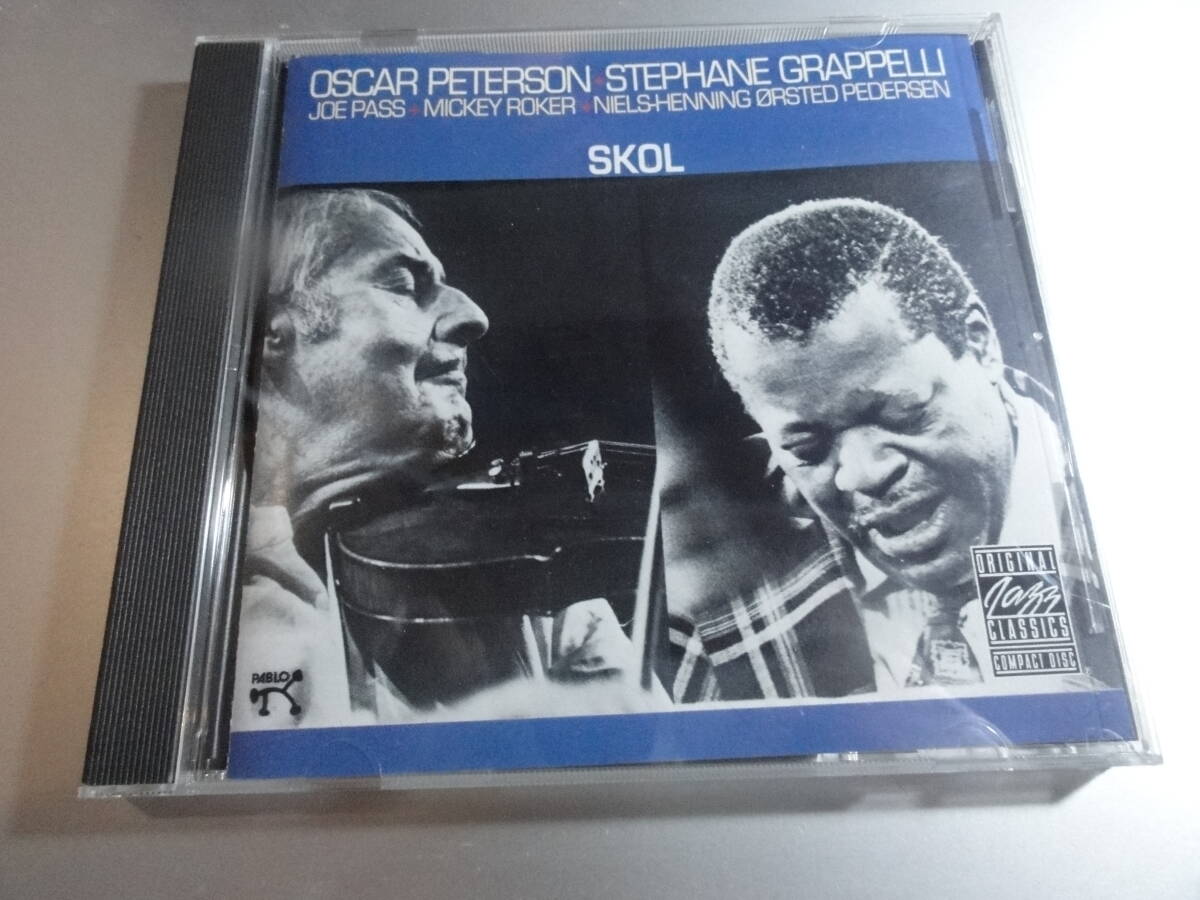 OSCAR PETERSON + STEPHANE GRAPPELLI
JOE PASS + MICKEY ROKER + NIELS-HENNING ØRSTED PEDERSEN
SKOL
ORIGINAL
Jazz
CLASSICS
COMPACT DISC
PABLO